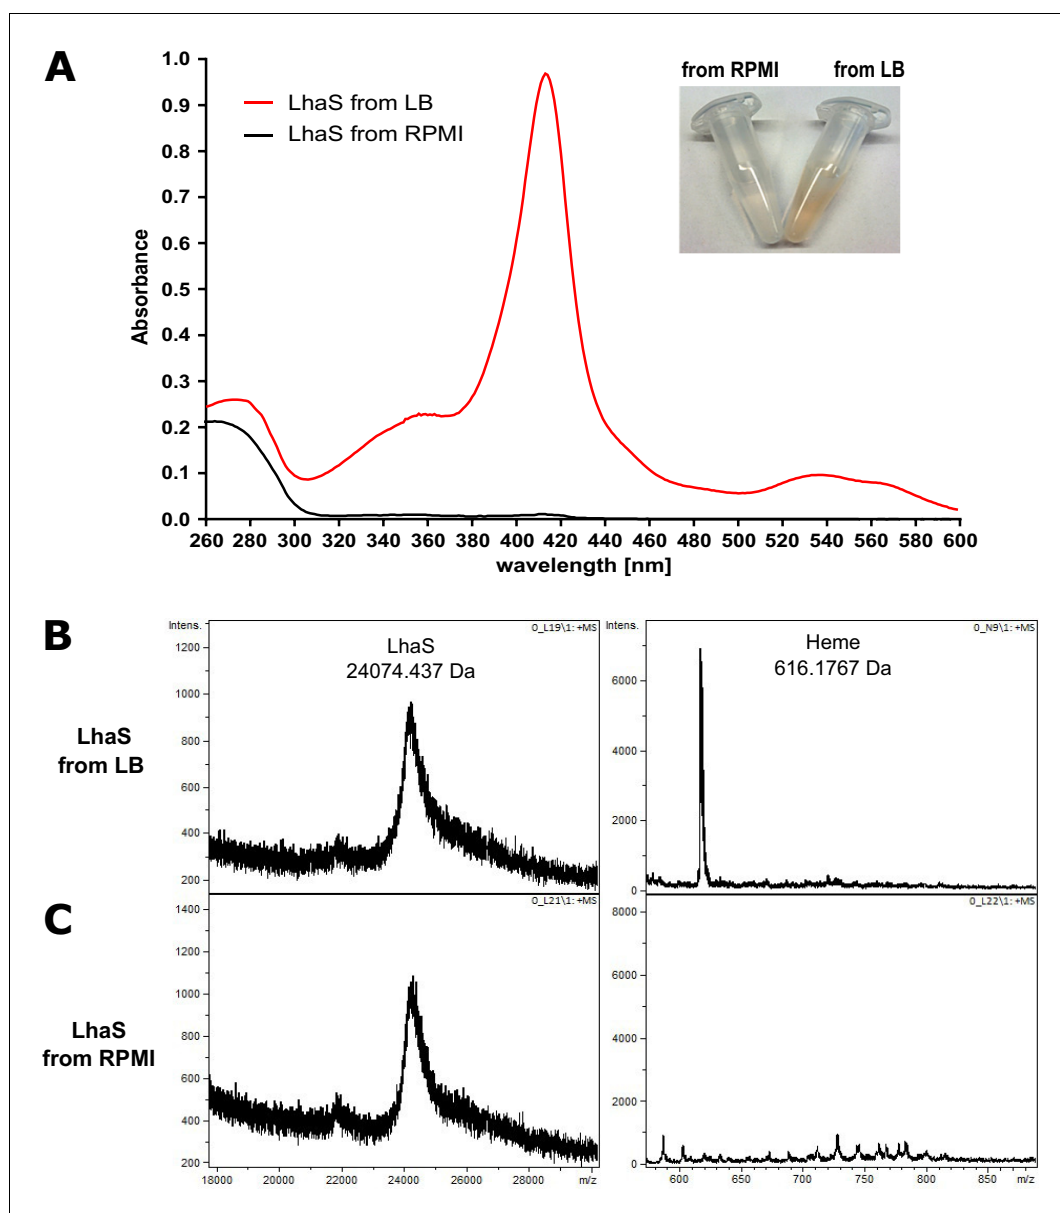 A
1.0
0.9
0.8
0.7
0.6
0.5
0.4
0.3
0.2
0.1
0.0
Absorbance
LhaS from LB
LhaS from RPMI
from RPMI from LB
260 280 300 320 340 360 380 400 420 440 460 480 500 520 540 560 580 600
wavelength [nm]
B
LhaS
from LB
Intens.
0_L19\1: +MS
LhaS
24074.437 Da
1200
1000
800
600
400
200
Intens.
0_N9\1: +MS
Heme
616.1767 Da
6000
4000
2000
0
C
LhaS
from RPMI
0_L21\1: +MS
1400
1200
1000
800
600
400
200
18000 20000 22000 24000 26000 28000 m/z
0_L22\1: +MS
8000
6000
4000
2000
0
600 650 700 750 800 850 m/z